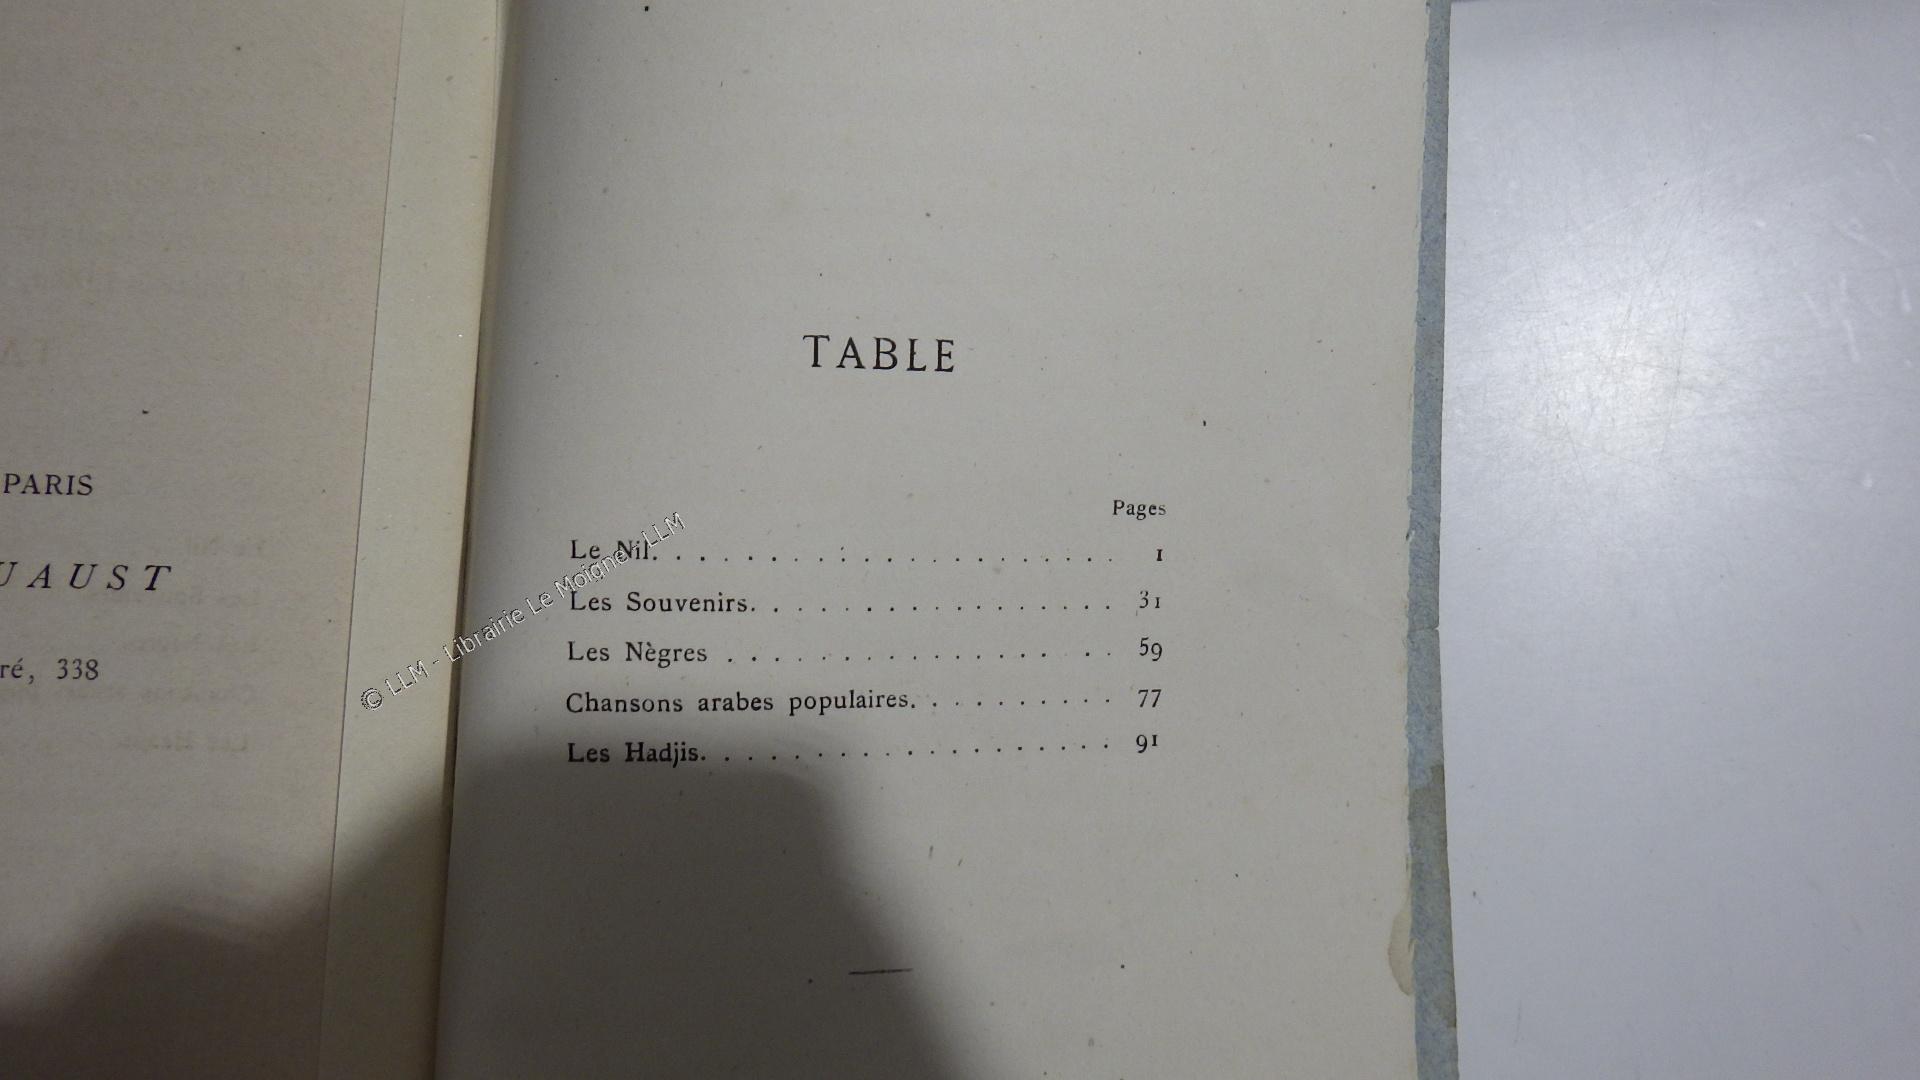 PARIS
UAUST
ré, 338
TABLE
Pages
Le Nil. . . . . . . . . . . . . . . . . . . . 1
Les Souvenirs. . . . . . . . . . . . . . . . 31
Les Nègres . . . . . . . . . . . . . . . . 59
Chansons arabes populaires. . . . . . . . . 77
Les Hadjis. . . . . . . . . . . . . . . . . . 91
© LLM - Librairie Le Moigne - LLM